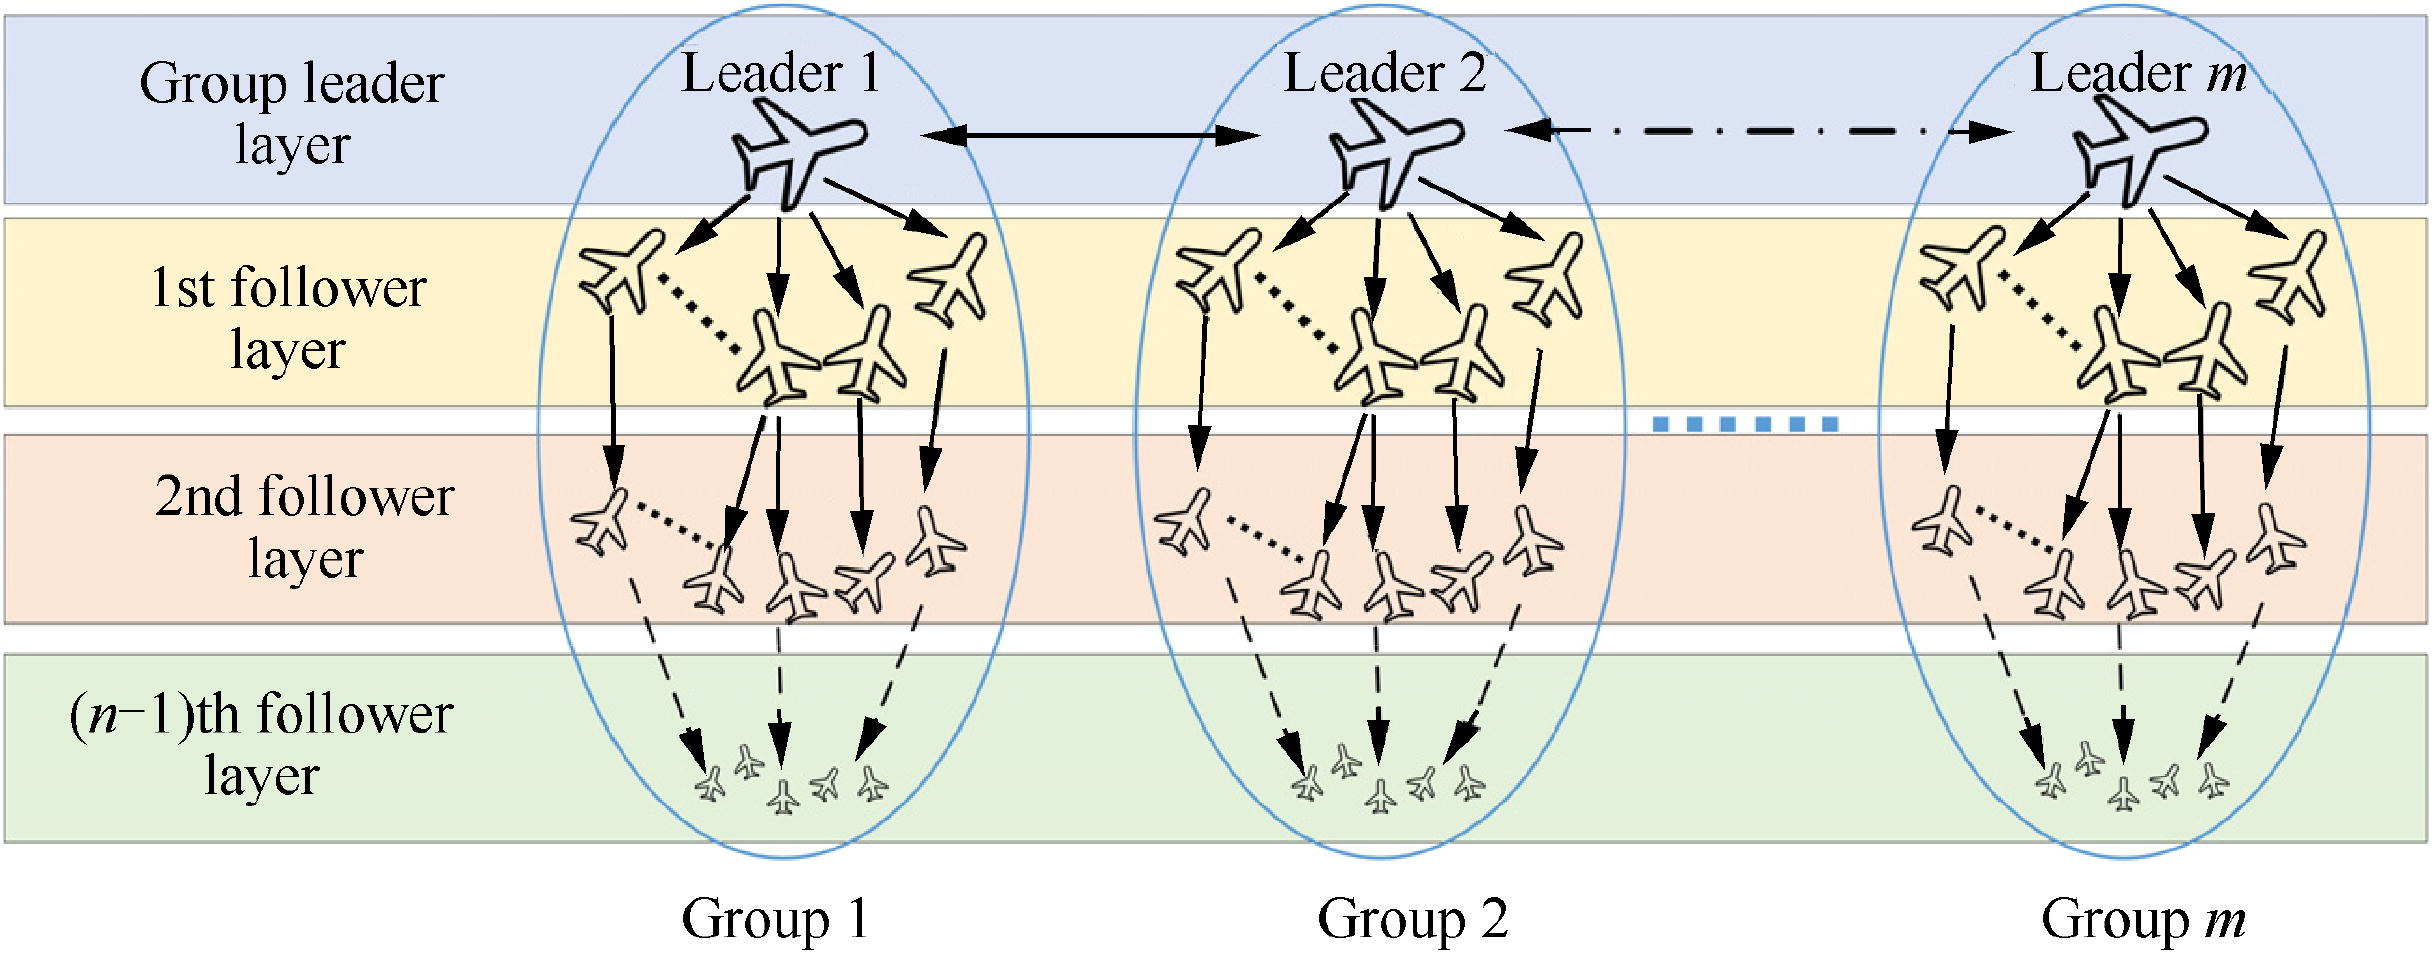 Group leader
layer
Leader 1
Leader 2
Leader m
1st follower
layer
2nd follower
layer
(n−1)th follower
layer
Group 1
Group 2
Group m